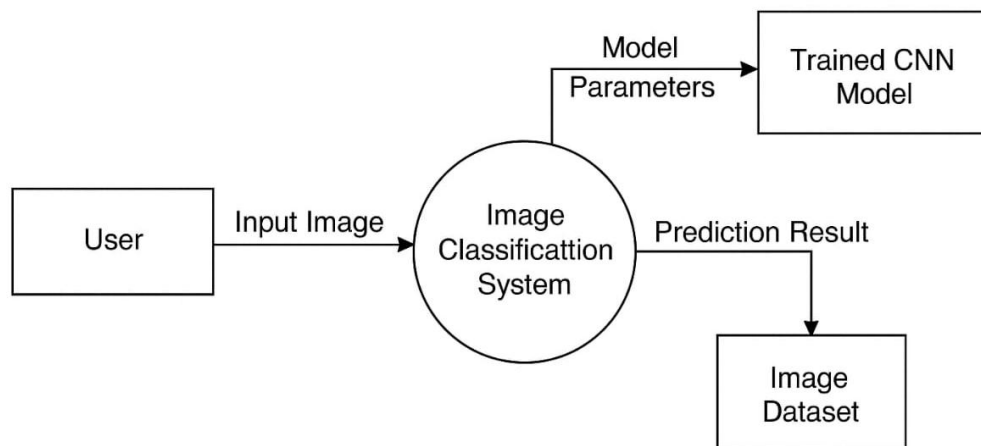 User
Input Image
Image
Classificattion
System
Model
Parameters
Trained CNN
Model
Prediction Result
Image
Dataset